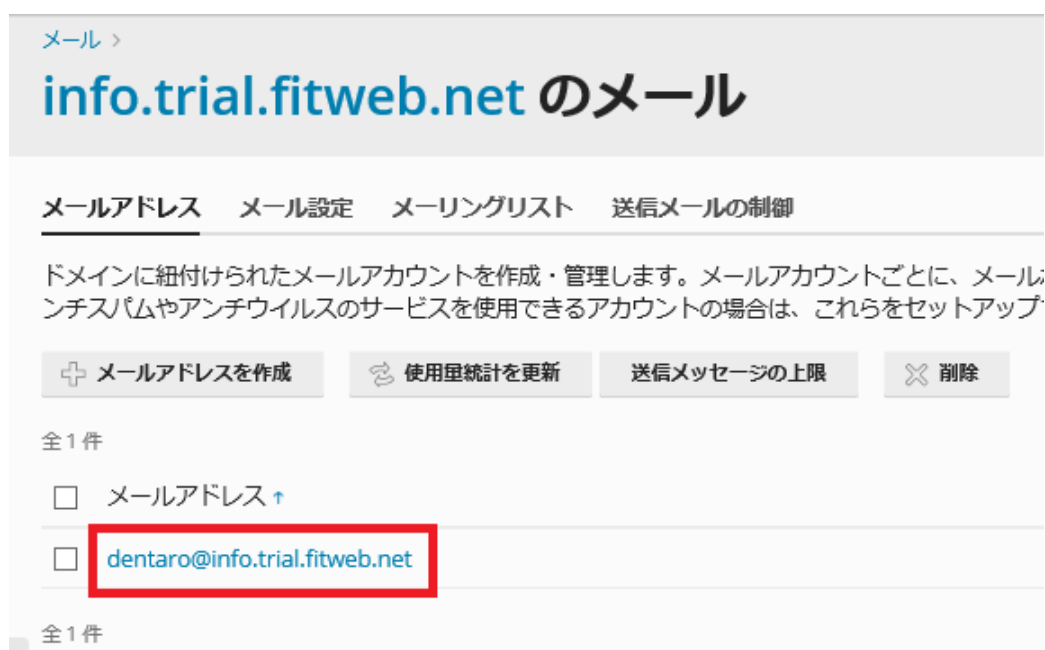 メール >
info.trial.fitweb.net のメール
メールアドレス メール設定 メーリングリスト 送信メールの制御
ドメインに紐付けられたメールアカウントを作成・管理します。メールアカウントごとに、メール
ンチスパムやアンチウイルスのサービスを使用できるアカウントの場合は、これらをセットアップ
メールアドレスを作成 使用量統計を更新 送信メッセージの上限 削除
全1件
メールアドレス ↑
dentaro@info.trial.fitweb.net
全1件